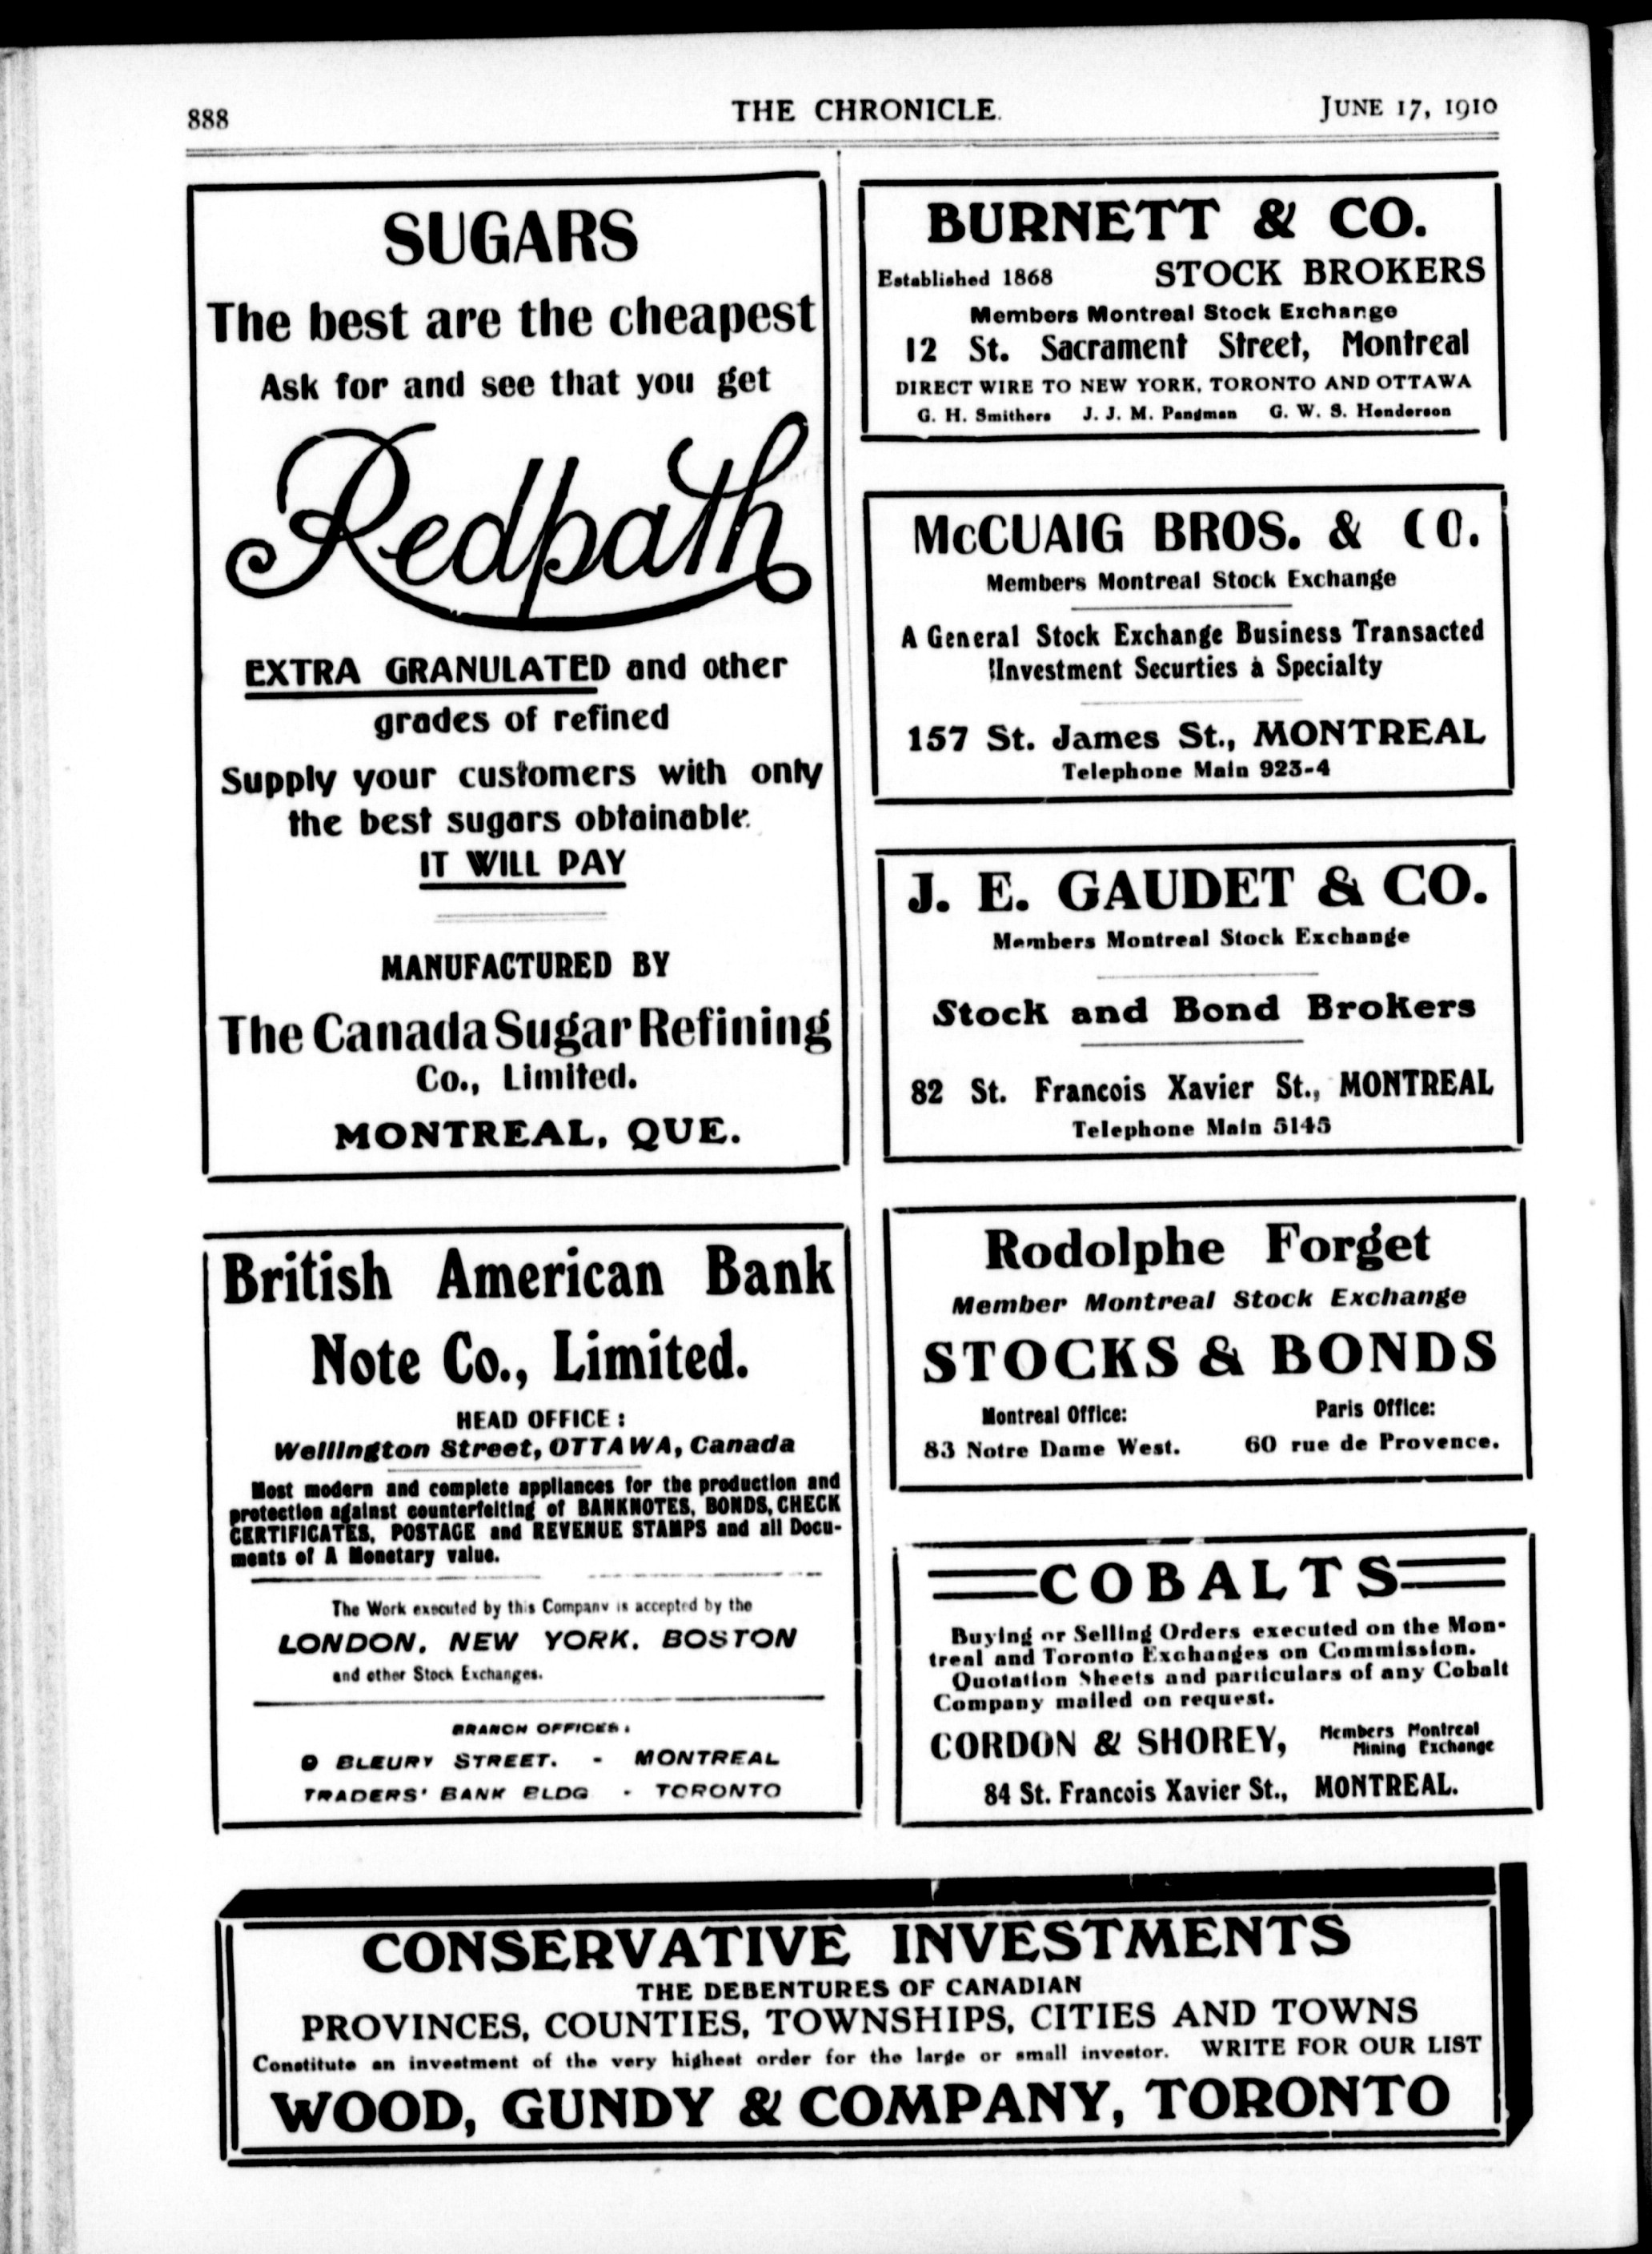 888
THE CHRONICLE.
JUNE 17, 1910
SUGARS
The best are the cheapest
Ask for and see that you get
Redpath
EXTRA GRANULATED and other
grades of refined
Supply your customers with only
the best sugars obtainable.
IT WILL PAY
MANUFACTURED BY
The Canada Sugar Refining
Co., Limited.
MONTREAL, QUE.
British American Bank
Note Co., Limited.
HEAD OFFICE :
Wellington Street, OTTAWA, Canada
Most modern and complete appliances for the production and
protection against counterfeiting of BANKNOTES, BONDS, CHECK
CERTIFICATES, POSTAGE and REVENUE STAMPS and all Docu-
ments of A Monetary value.
The Work executed by this Company is accepted by the
LONDON, NEW YORK, BOSTON
and other Stock Exchanges.
BRANCH OFFICES :
9 BLEURY STREET. - MONTREAL
TRADERS' BANK BLDG - TORONTO
BURNETT & CO.
Established 1868 STOCK BROKERS
Members Montreal Stock Exchange
12 St. Sacrament Street, Montreal
DIRECT WIRE TO NEW YORK, TORONTO AND OTTAWA
G. H. Smithers J. J. M. Pangman G. W. S. Henderson
McCUAIG BROS. & CO.
Members Montreal Stock Exchange
A General Stock Exchange Business Transacted
Investment Securties à Specialty
157 St. James St., MONTREAL
Telephone Main 923-4
J. E. GAUDET & CO.
Members Montreal Stock Exchange
Stock and Bond Brokers
82 St. Francois Xavier St., MONTREAL
Telephone Main 5145
Rodolphe Forget
Member Montreal Stock Exchange
STOCKS & BONDS
Montreal Office: Paris Office:
83 Notre Dame West. 60 rue de Provence.
COBALTS
Buying or Selling Orders executed on the Mon-
treal and Toronto Exchanges on Commission.
Quotation Sheets and particulars of any Cobalt
Company mailed on request.
CORDON & SHOREY, Members Montreal
Mining Exchange
84 St. Francois Xavier St., MONTREAL.
CONSERVATIVE INVESTMENTS
THE DEBENTURES OF CANADIAN
PROVINCES, COUNTIES, TOWNSHIPS, CITIES AND TOWNS
Constitute an investment of the very highest order for the large or small investor. WRITE FOR OUR LIST
WOOD, GUNDY & COMPANY, TORONTO